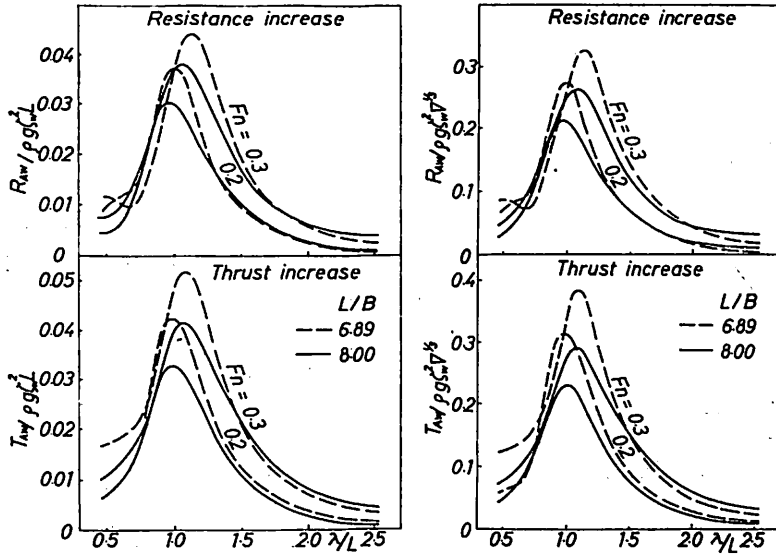 Resistance increase
0.04
0.03
0.02
0.01
0
R_AW / ρgζ_w² L
Fn = 0.3
0.2
Resistance increase
0.3
0.2
0.1
0
R_AW / ρgζ_w² ∇^⅓
Fn = 0.3
0.2
Thrust increase
0.05
0.04
0.03
0.02
0.01
0
T_AW / ρgζ_w² L
L/B
6.89
8.00
Fn = 0.3
0.2
0.5 1.0 1.5 2.0 λ/L 2.5
Thrust increase
0.4
0.3
0.2
0.1
0
T_AW / ρgζ_w² ∇^⅓
L/B
6.89
8.00
Fn = 0.3
0.2
0.5 1.0 1.5 2.0 λ/L 2.5